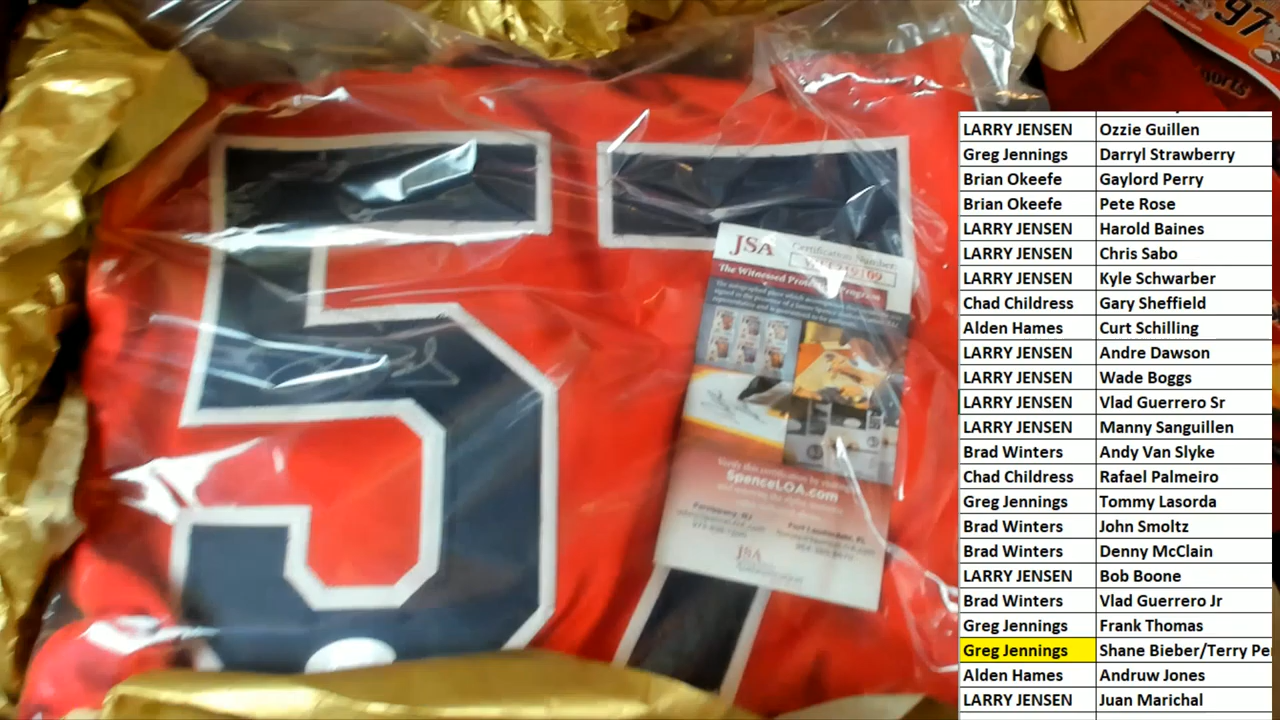 57
JSA
Certification Number
The Witnessed Protection Program
SpenceLOA.com
JSA
97
orts
LARRY JENSEN Ozzie Guillen
Greg Jennings Darryl Strawberry
Brian Okeefe Gaylord Perry
Brian Okeefe Pete Rose
LARRY JENSEN Harold Baines
LARRY JENSEN Chris Sabo
LARRY JENSEN Kyle Schwarber
Chad Childress Gary Sheffield
Alden Hames Curt Schilling
LARRY JENSEN Andre Dawson
LARRY JENSEN Wade Boggs
LARRY JENSEN Vlad Guerrero Sr
LARRY JENSEN Manny Sanguillen
Brad Winters Andy Van Slyke
Chad Childress Rafael Palmeiro
Greg Jennings Tommy Lasorda
Brad Winters John Smoltz
Brad Winters Denny McClain
LARRY JENSEN Bob Boone
Brad Winters Vlad Guerrero Jr
Greg Jennings Frank Thomas
Greg Jennings Shane Bieber/Terry Pe
Alden Hames Andruw Jones
LARRY JENSEN Juan Marichal